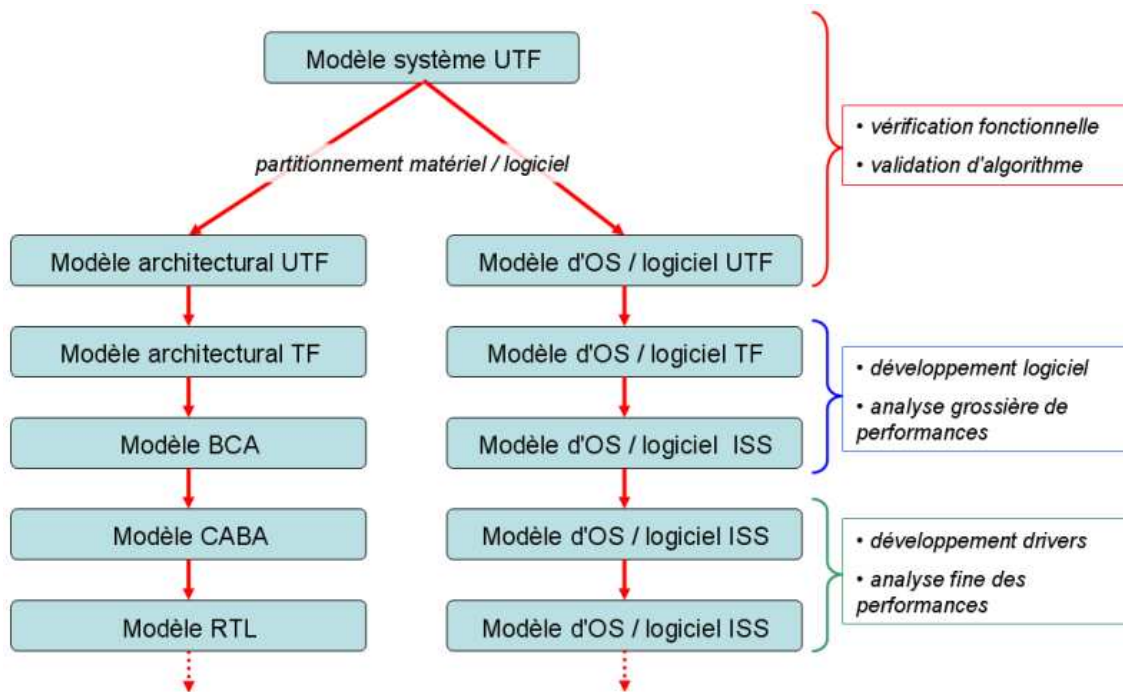 Modèle système UTF
partitionnement matériel / logiciel
• vérification fonctionnelle
• validation d'algorithme
Modèle architectural UTF
Modèle d'OS / logiciel UTF
Modèle architectural TF
Modèle d'OS / logiciel TF
• développement logiciel
• analyse grossière de
performances
Modèle BCA
Modèle d'OS / logiciel ISS
Modèle CABA
Modèle d'OS / logiciel ISS
• développement drivers
• analyse fine des
performances
Modèle RTL
Modèle d'OS / logiciel ISS